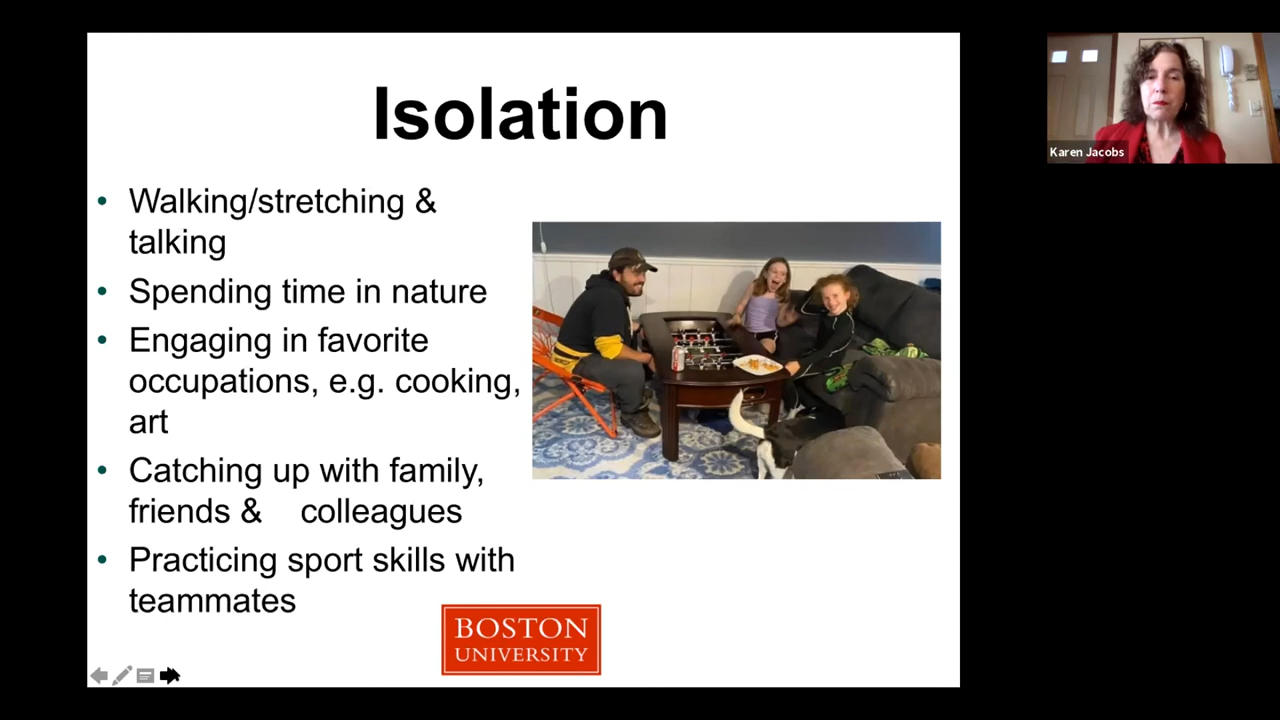 Isolation
• Walking/stretching &
talking
• Spending time in nature
• Engaging in favorite
occupations, e.g. cooking,
art
• Catching up with family,
friends & colleagues
• Practicing sport skills with
teammates
BOSTON
UNIVERSITY
Karen Jacobs